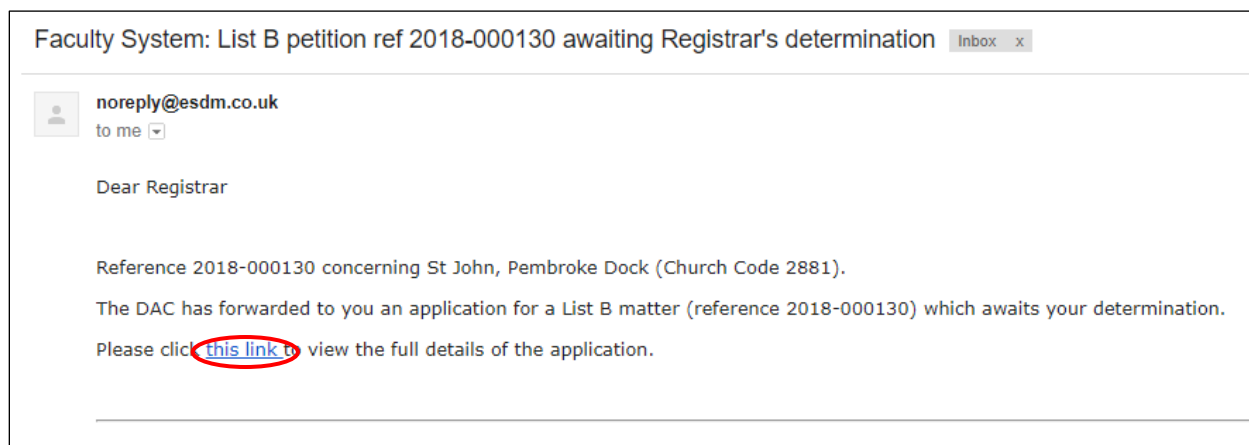 Faculty System: List B petition ref 2018-000130 awaiting Registrar's determination Inbox x
noreply@esdm.co.uk
to me
Dear Registrar
Reference 2018-000130 concerning St John, Pembroke Dock (Church Code 2881).
The DAC has forwarded to you an application for a List B matter (reference 2018-000130) which awaits your determination.
Please click this link to view the full details of the application.